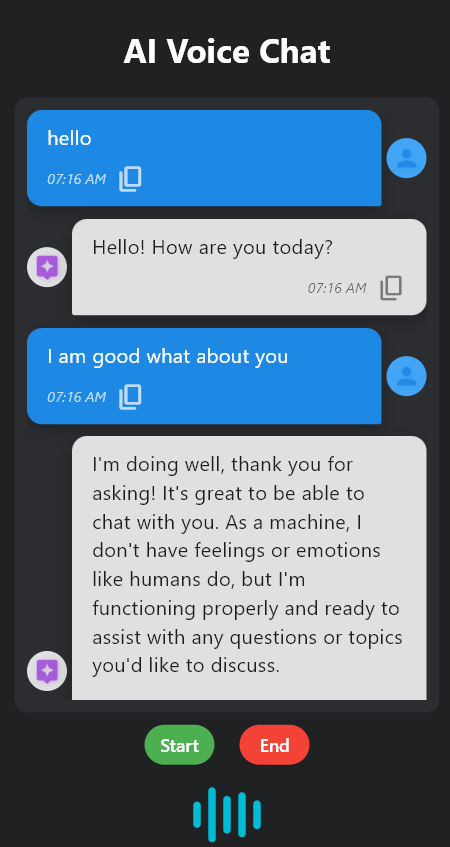 AI Voice Chat
hello
07:16 AM
Hello! How are you today?
07:16 AM
I am good what about you
07:16 AM
I'm doing well, thank you for
asking! It's great to be able to
chat with you. As a machine, I
don't have feelings or emotions
like humans do, but I'm
functioning properly and ready to
assist with any questions or topics
you'd like to discuss.
Start End